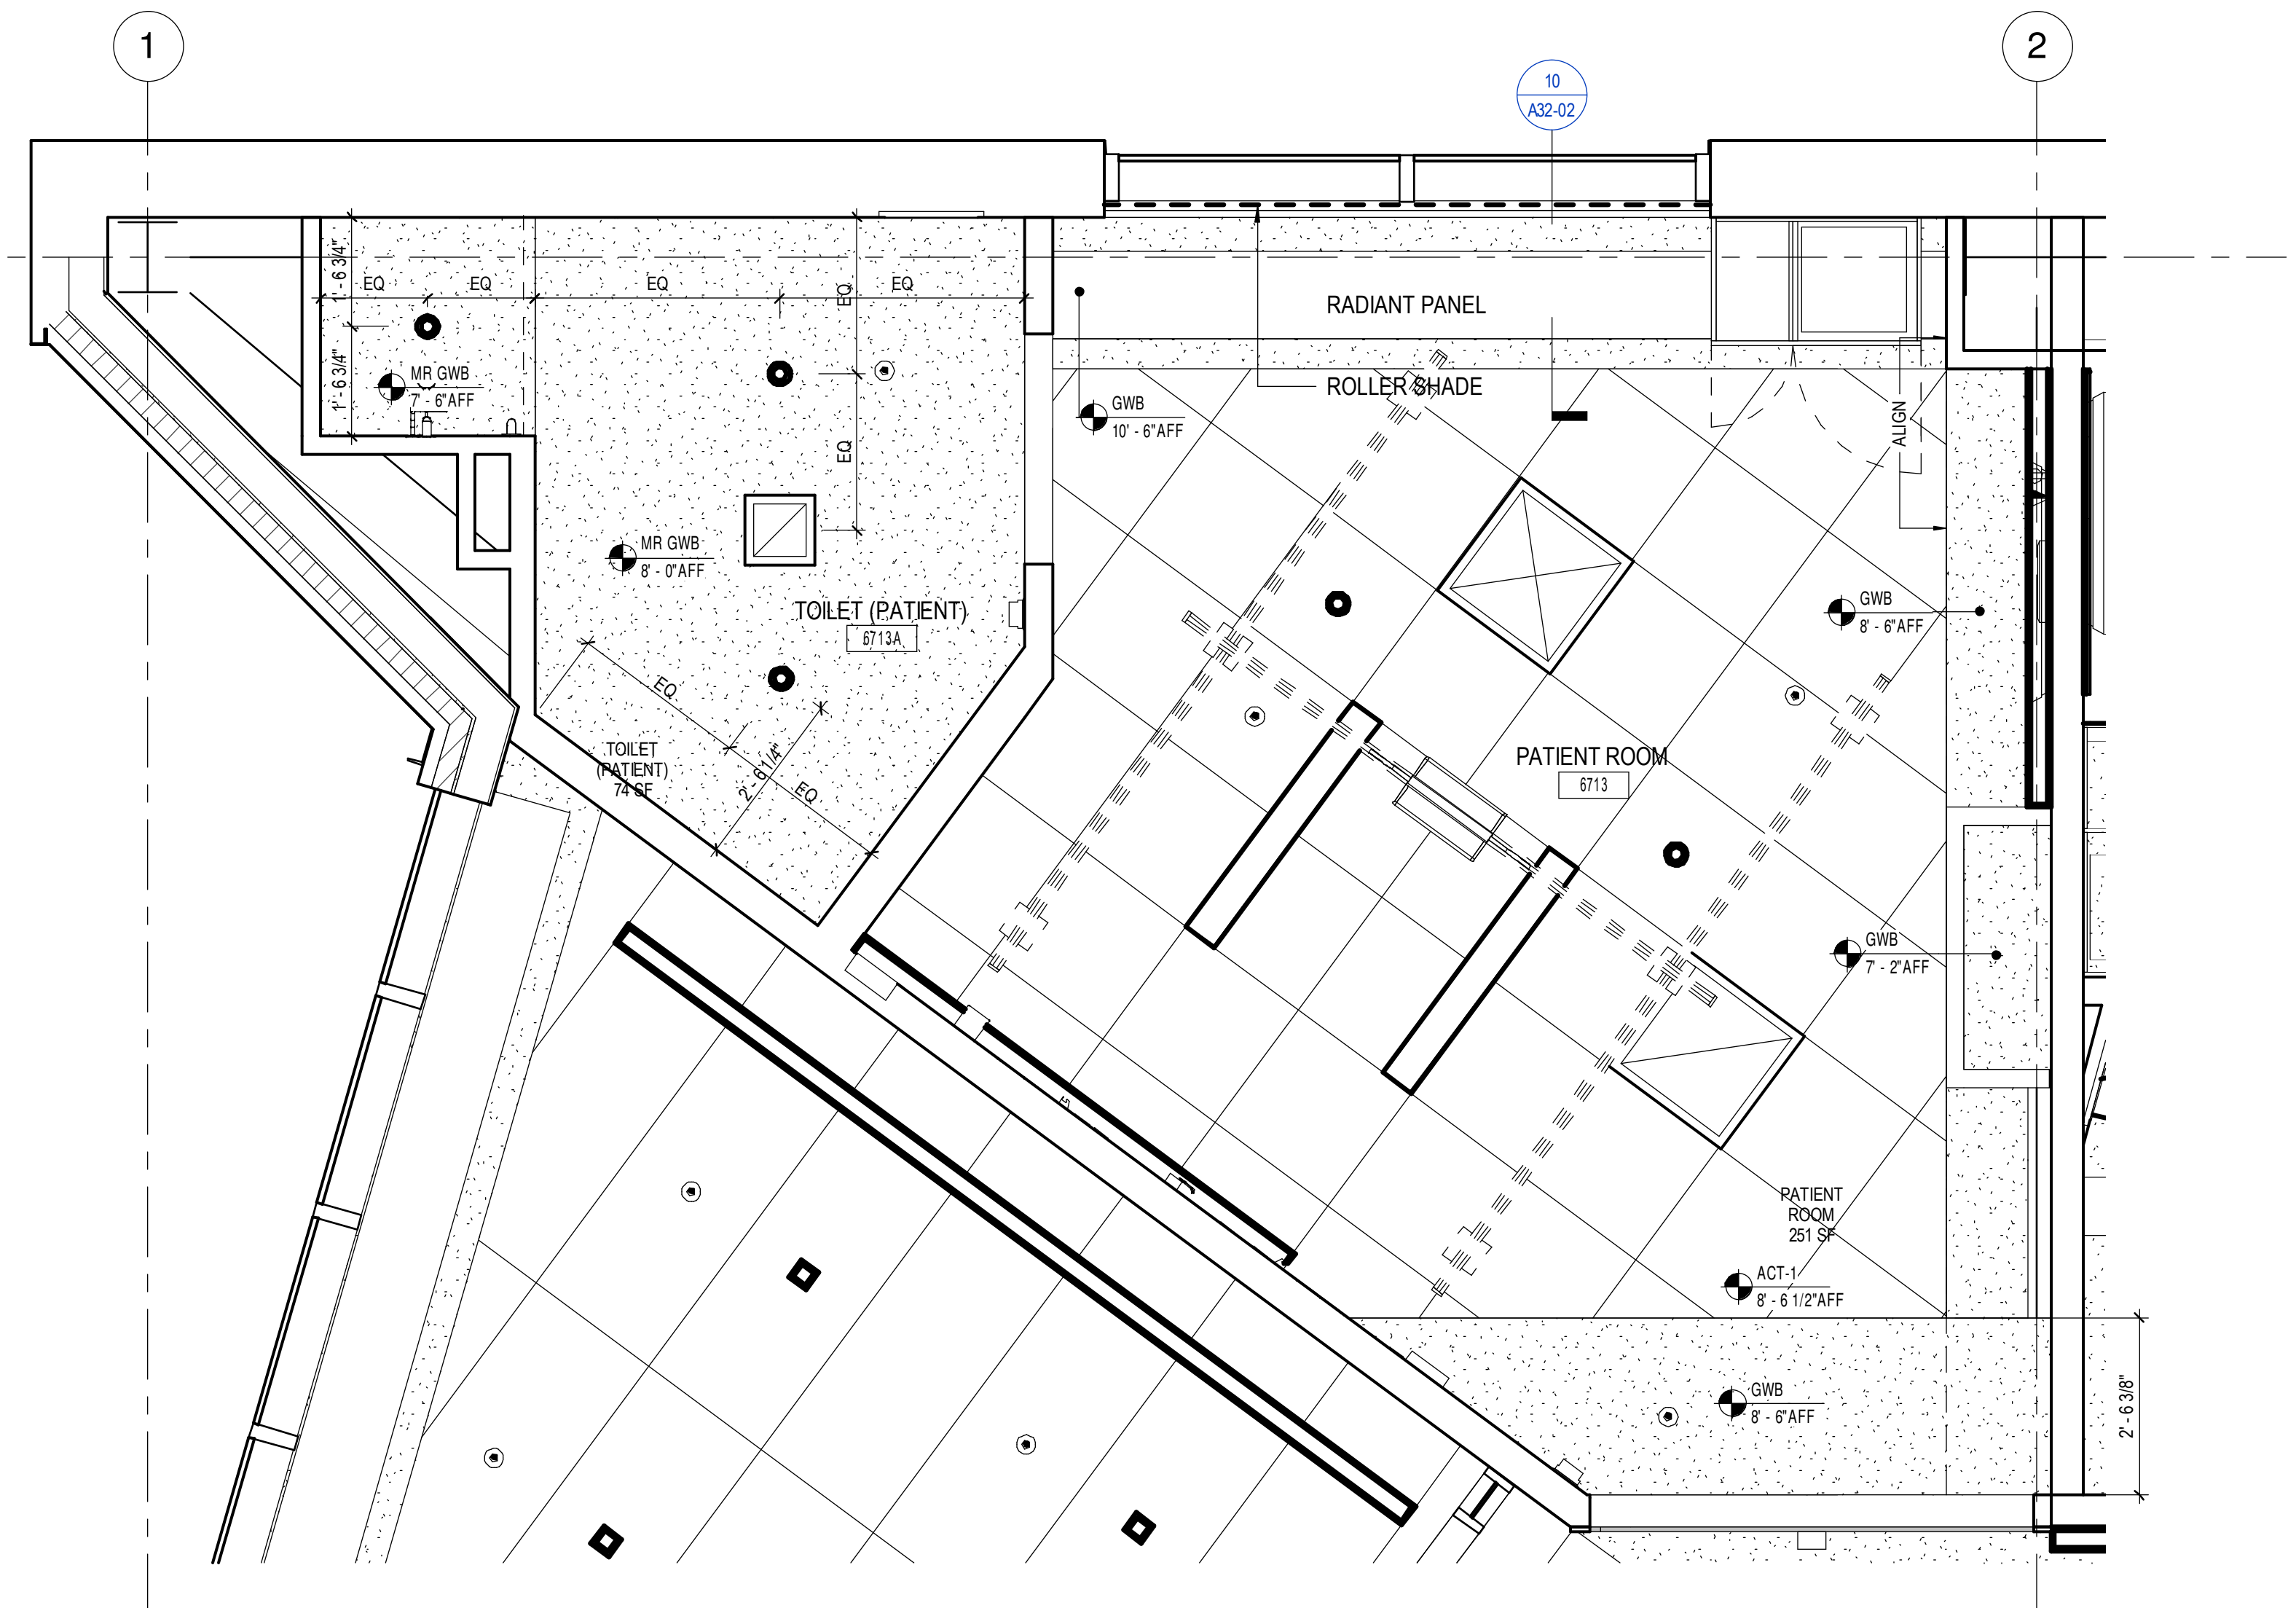 1
2
10
A32-02
1' - 6 3/4"
EQ
EQ
EQ
EQ
EQ
RADIANT PANEL
1' - 6 3/4"
MR GWB
7' - 6"AFF
ROLLER SHADE
GWB
10' - 6"AFF
ALIGN
EQ
MR GWB
8' - 0"AFF
TOILET (PATIENT)
6713A
GWB
8' - 6"AFF
EQ
TOILET
(PATIENT)
74 SF
2' - 6 1/4"
EQ
PATIENT ROOM
6713
GWB
7' - 2"AFF
PATIENT
ROOM
251 SF
ACT-1
8' - 6 1/2"AFF
GWB
8' - 6"AFF
2' - 6 3/8"